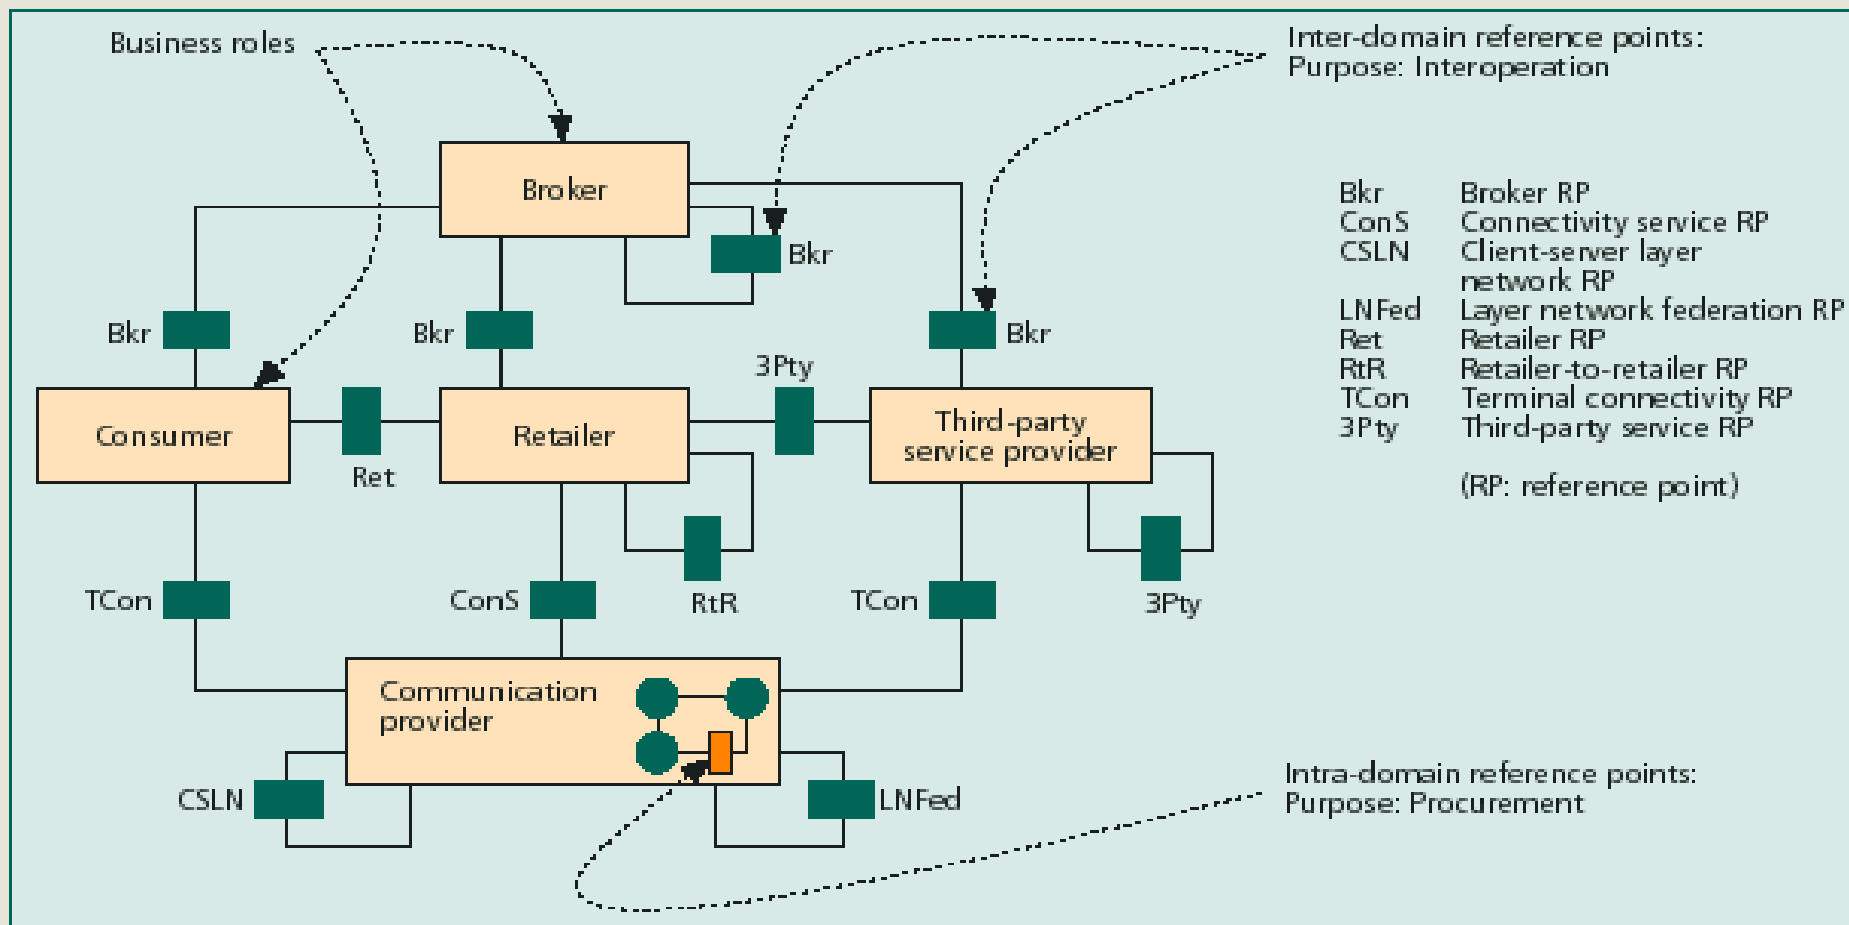 Business roles
Inter-domain reference points:
Purpose: Interoperation
Broker
Bkr
Bkr
Bkr
Bkr
3Pty
Consumer
Ret
Retailer
Third-party
service provider
TCon
ConS
RtR
TCon
3Pty
Communication
provider
CSLN
LNFed
Bkr Broker RP
ConS Connectivity service RP
CSLN Client-server layer
network RP
LNFed Layer network federation RP
Ret Retailer RP
RtR Retailer-to-retailer RP
TCon Terminal connectivity RP
3Pty Third-party service RP
(RP: reference point)
Intra-domain reference points:
Purpose: Procurement